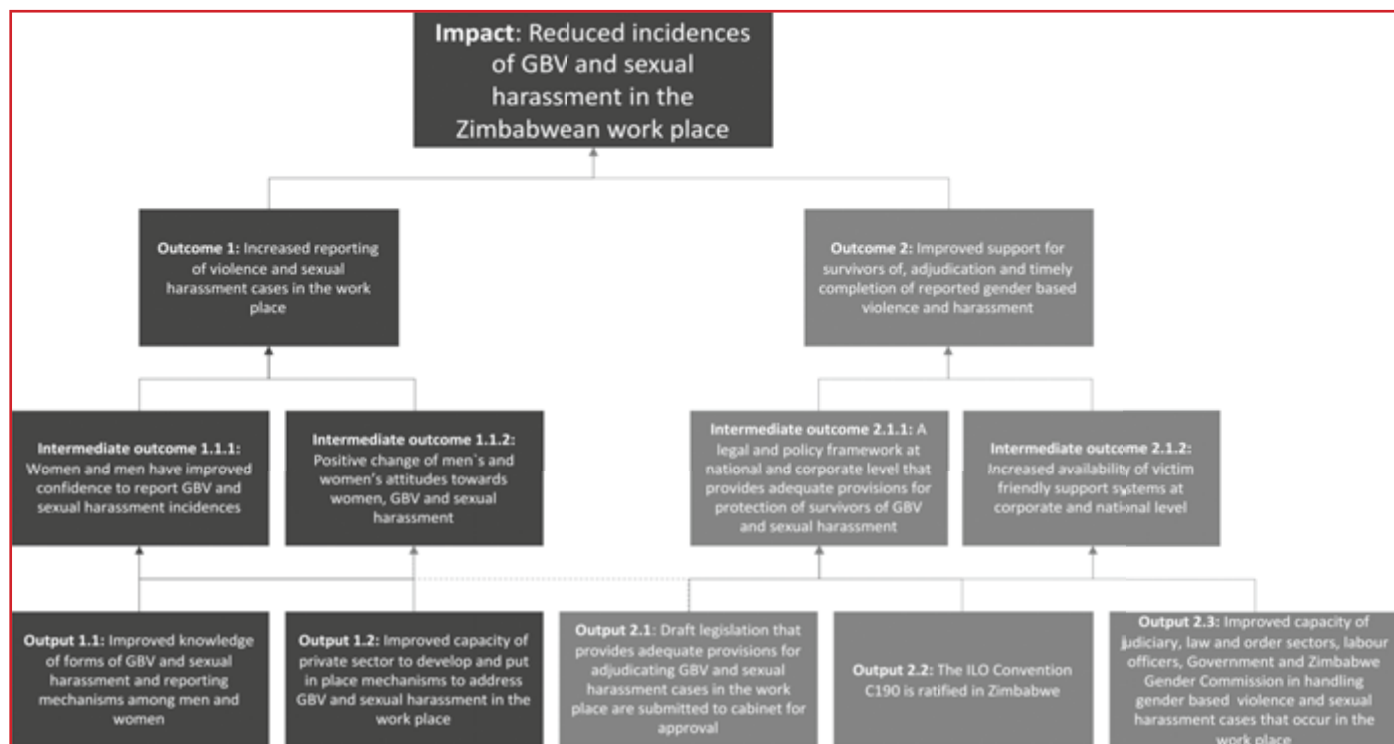 Impact: Reduced incidences
of GBV and sexual
harassment in the
Zimbabwean work place
Outcome 1: Increased reporting
of violence and sexual
harassment cases in the work
place
Outcome 2: Improved support for
survivors of, adjudication and timely
completion of reported gender based
violence and harassment
Intermediate outcome 1.1.1:
Women and men have improved
confidence to report GBV and
sexual harassment incidences
Intermediate outcome 1.1.2:
Positive change of men`s and
women's attitudes towards
women, GBV and sexual
harassment
Intermediate outcome 2.1.1: A
legal and policy framework at
national and corporate level that
provides adequate provisions for
protection of survivors of GBV
and sexual harassment
Intermediate outcome 2.1.2:
Increased availability of victim
friendly support systems at
corporate and national level
Output 1.1: Improved knowledge
of forms of GBV and sexual
harassment and reporting
mechanisms among men and
women
Output 1.2: Improved capacity of
private sector to develop and put
in place mechanisms to address
GBV and sexual harassment in the
work place
Output 2.1: Draft legislation that
provides adequate provisions for
adjudicating GBV and sexual
harassment cases in the work
place are submitted to cabinet for
approval
Output 2.2: The ILO Convention
C190 is ratified in Zimbabwe
Output 2.3: Improved capacity of
judiciary, law and order sectors, labour
officers, Government and Zimbabwe
Gender Commission in handling
gender based violence and sexual
harassment cases that occur in the
work place